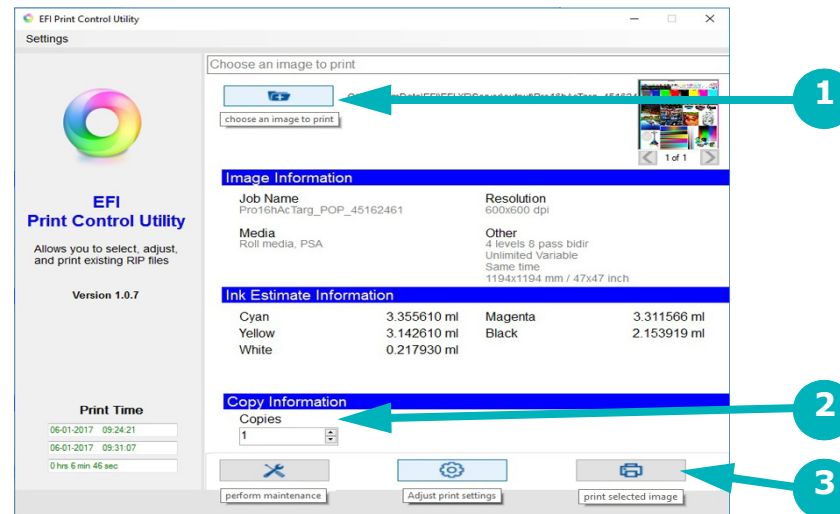 EFI Print Control Utility
Settings
Choose an image to print
choose an image to print
1
1 of 1
EFI
Print Control Utility
Allows you to select, adjust,
and print existing RIP files
Version 1.0.7
Image Information
Job Name
Pro16hAcTarg_POP_45162461
Resolution
600x600 dpi
Media
Roll media, PSA
Other
4 levels 8 pass bidir
Unlimited Variable
Same time
1194x1194 mm / 47x47 inch
Ink Estimate Information
Cyan 3.355610 ml Magenta 3.311566 ml
Yellow 3.142610 ml Black 2.153919 ml
White 0.217930 ml
Copy Information
Copies
1
2
Print Time
06-01-2017 09:24:21
06-01-2017 09:31:07
0 hrs 6 min 46 sec
perform maintenance
Adjust print settings
print selected image
3